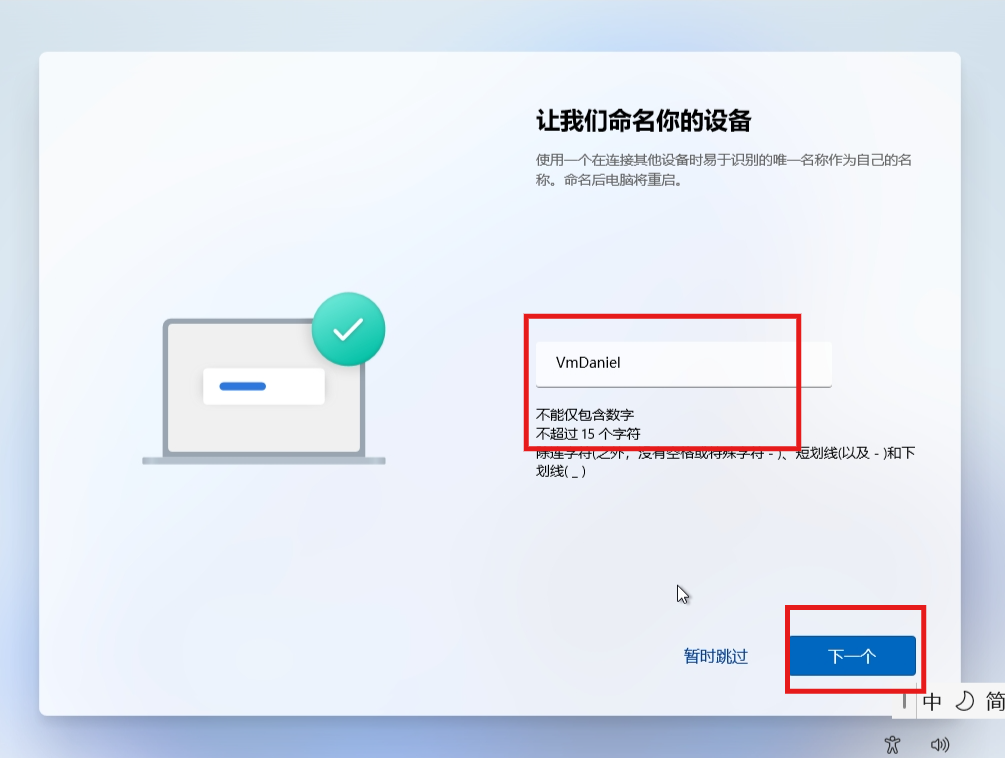 让我们命名你的设备
使用一个在连接其他设备时易于识别的唯一名称作为自己的名
称。命名后电脑将重启。
VmDaniel
不能仅包含数字
不超过 15 个字符
除连字符(之外，没有空格或特殊字符 - )、短划线(以及 - )和下
划线( _ )
暂时跳过
下一个
中
简